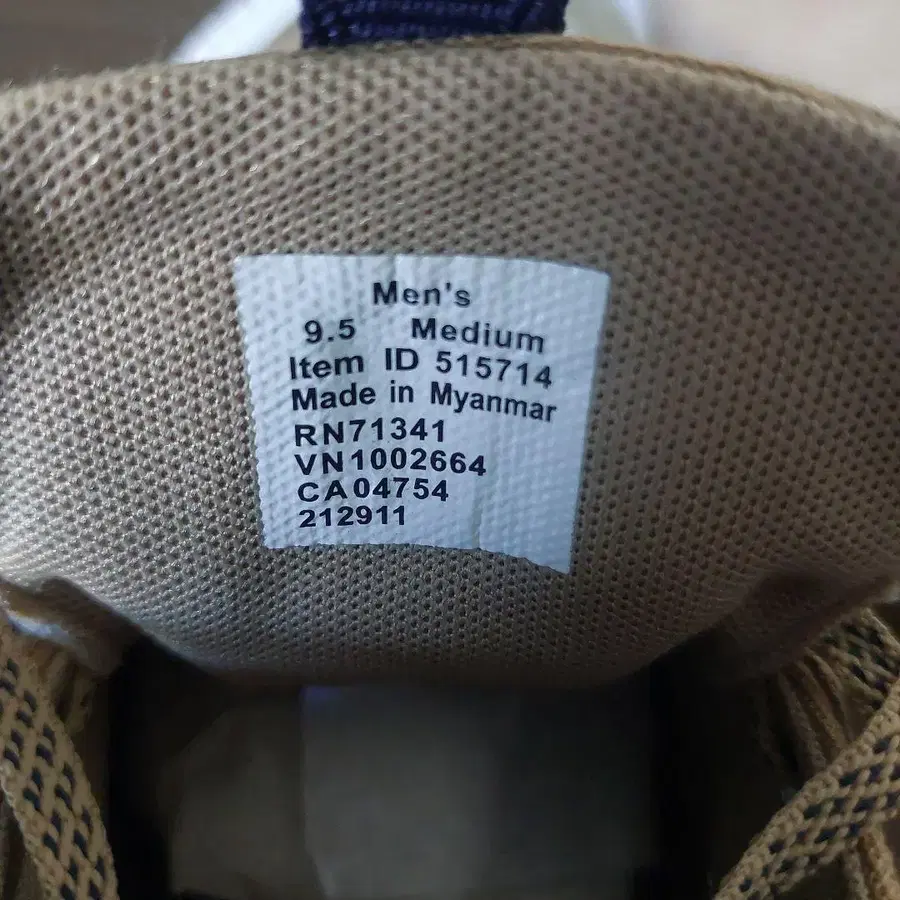 Men's
9.5 Medium
Item ID 515714
Made in Myanmar
RN71341
VN1002664
CA04754
212911